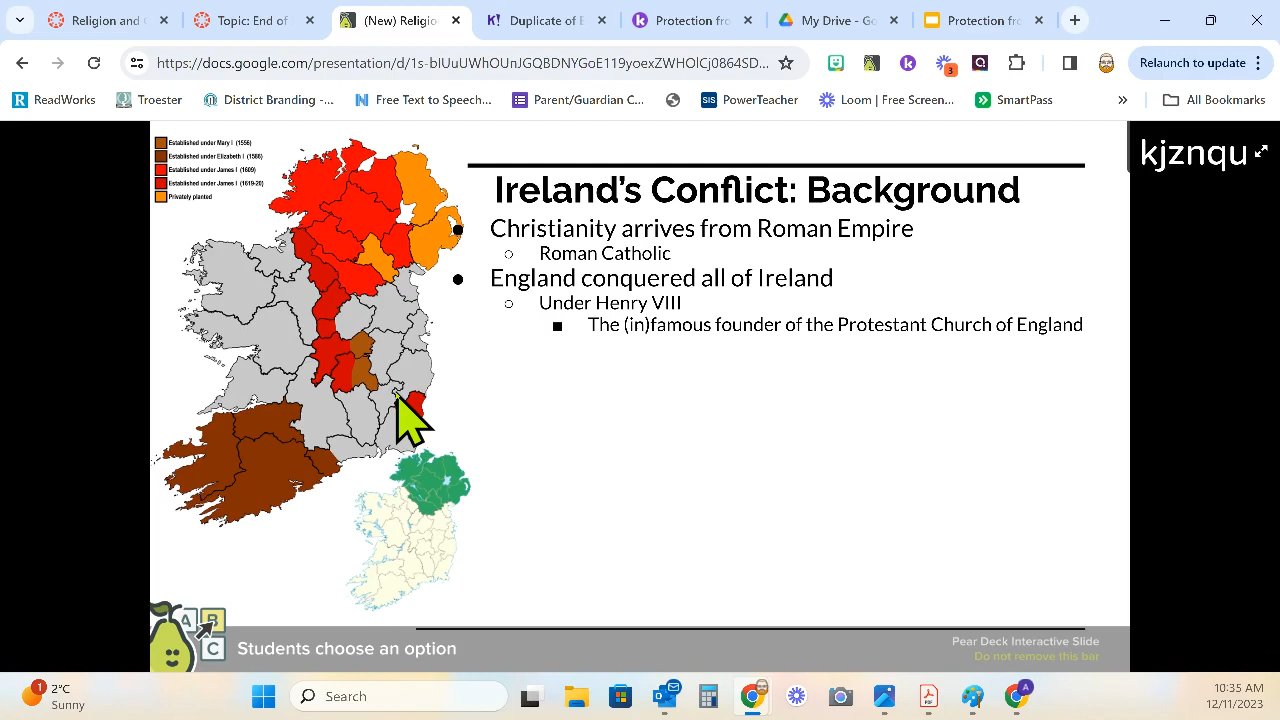 Religion and C
Topic: End of
(New) Religio
Duplicate of E
Protection fro
My Drive - Go
Protection fro
https://docs.google.com/presentation/d/1s-bIUuUWhOUnJGQBDNYGoE119yoexZWHOlCj0864SD...
3
Relaunch to update
ReadWorks
Troester
District Branding -...
Free Text to Speech...
Parent/Guardian C...
SIS PowerTeacher
Loom | Free Screen...
SmartPass
All Bookmarks
Established under Mary I (1556)
Established under Elizabeth I (1586)
Established under James I (1609)
Established under James I (1619-20)
Privately planted
kjznqu
Ireland's Conflict: Background
● Christianity arrives from Roman Empire
○ Roman Catholic
● England conquered all of Ireland
○ Under Henry VIII
■ The (in)famous founder of the Protestant Church of England
A B
C
Students choose an option
Pear Deck Interactive Slide
Do not remove this bar
1
2°C
Sunny
Search
A
10:35 AM
12/1/2023